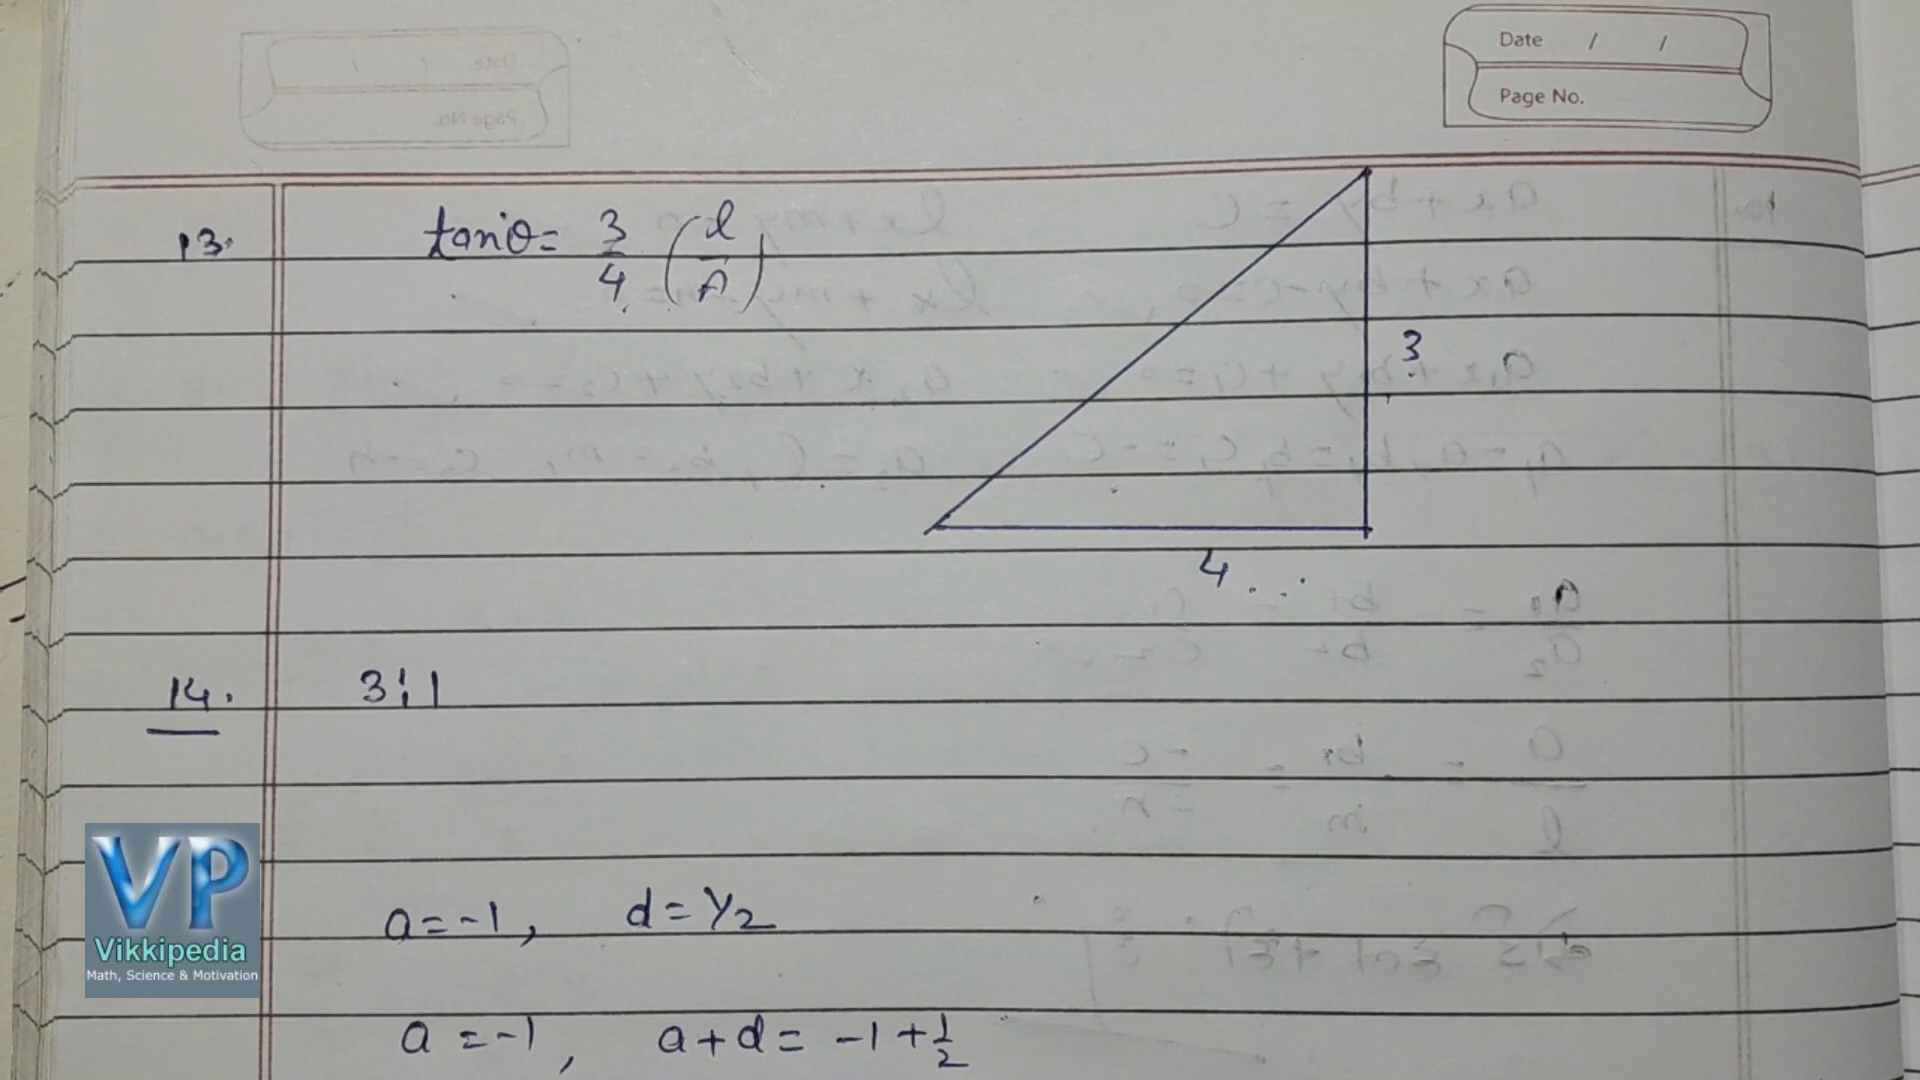 Date / /
Page No.
13. tanθ = 3/4 (l/A)
3
4
14. 3:1
a = -1, d = 1/2
a = -1, a+d = -1 + 1/2
VP
Vikkipedia
Math, Science & Motivation